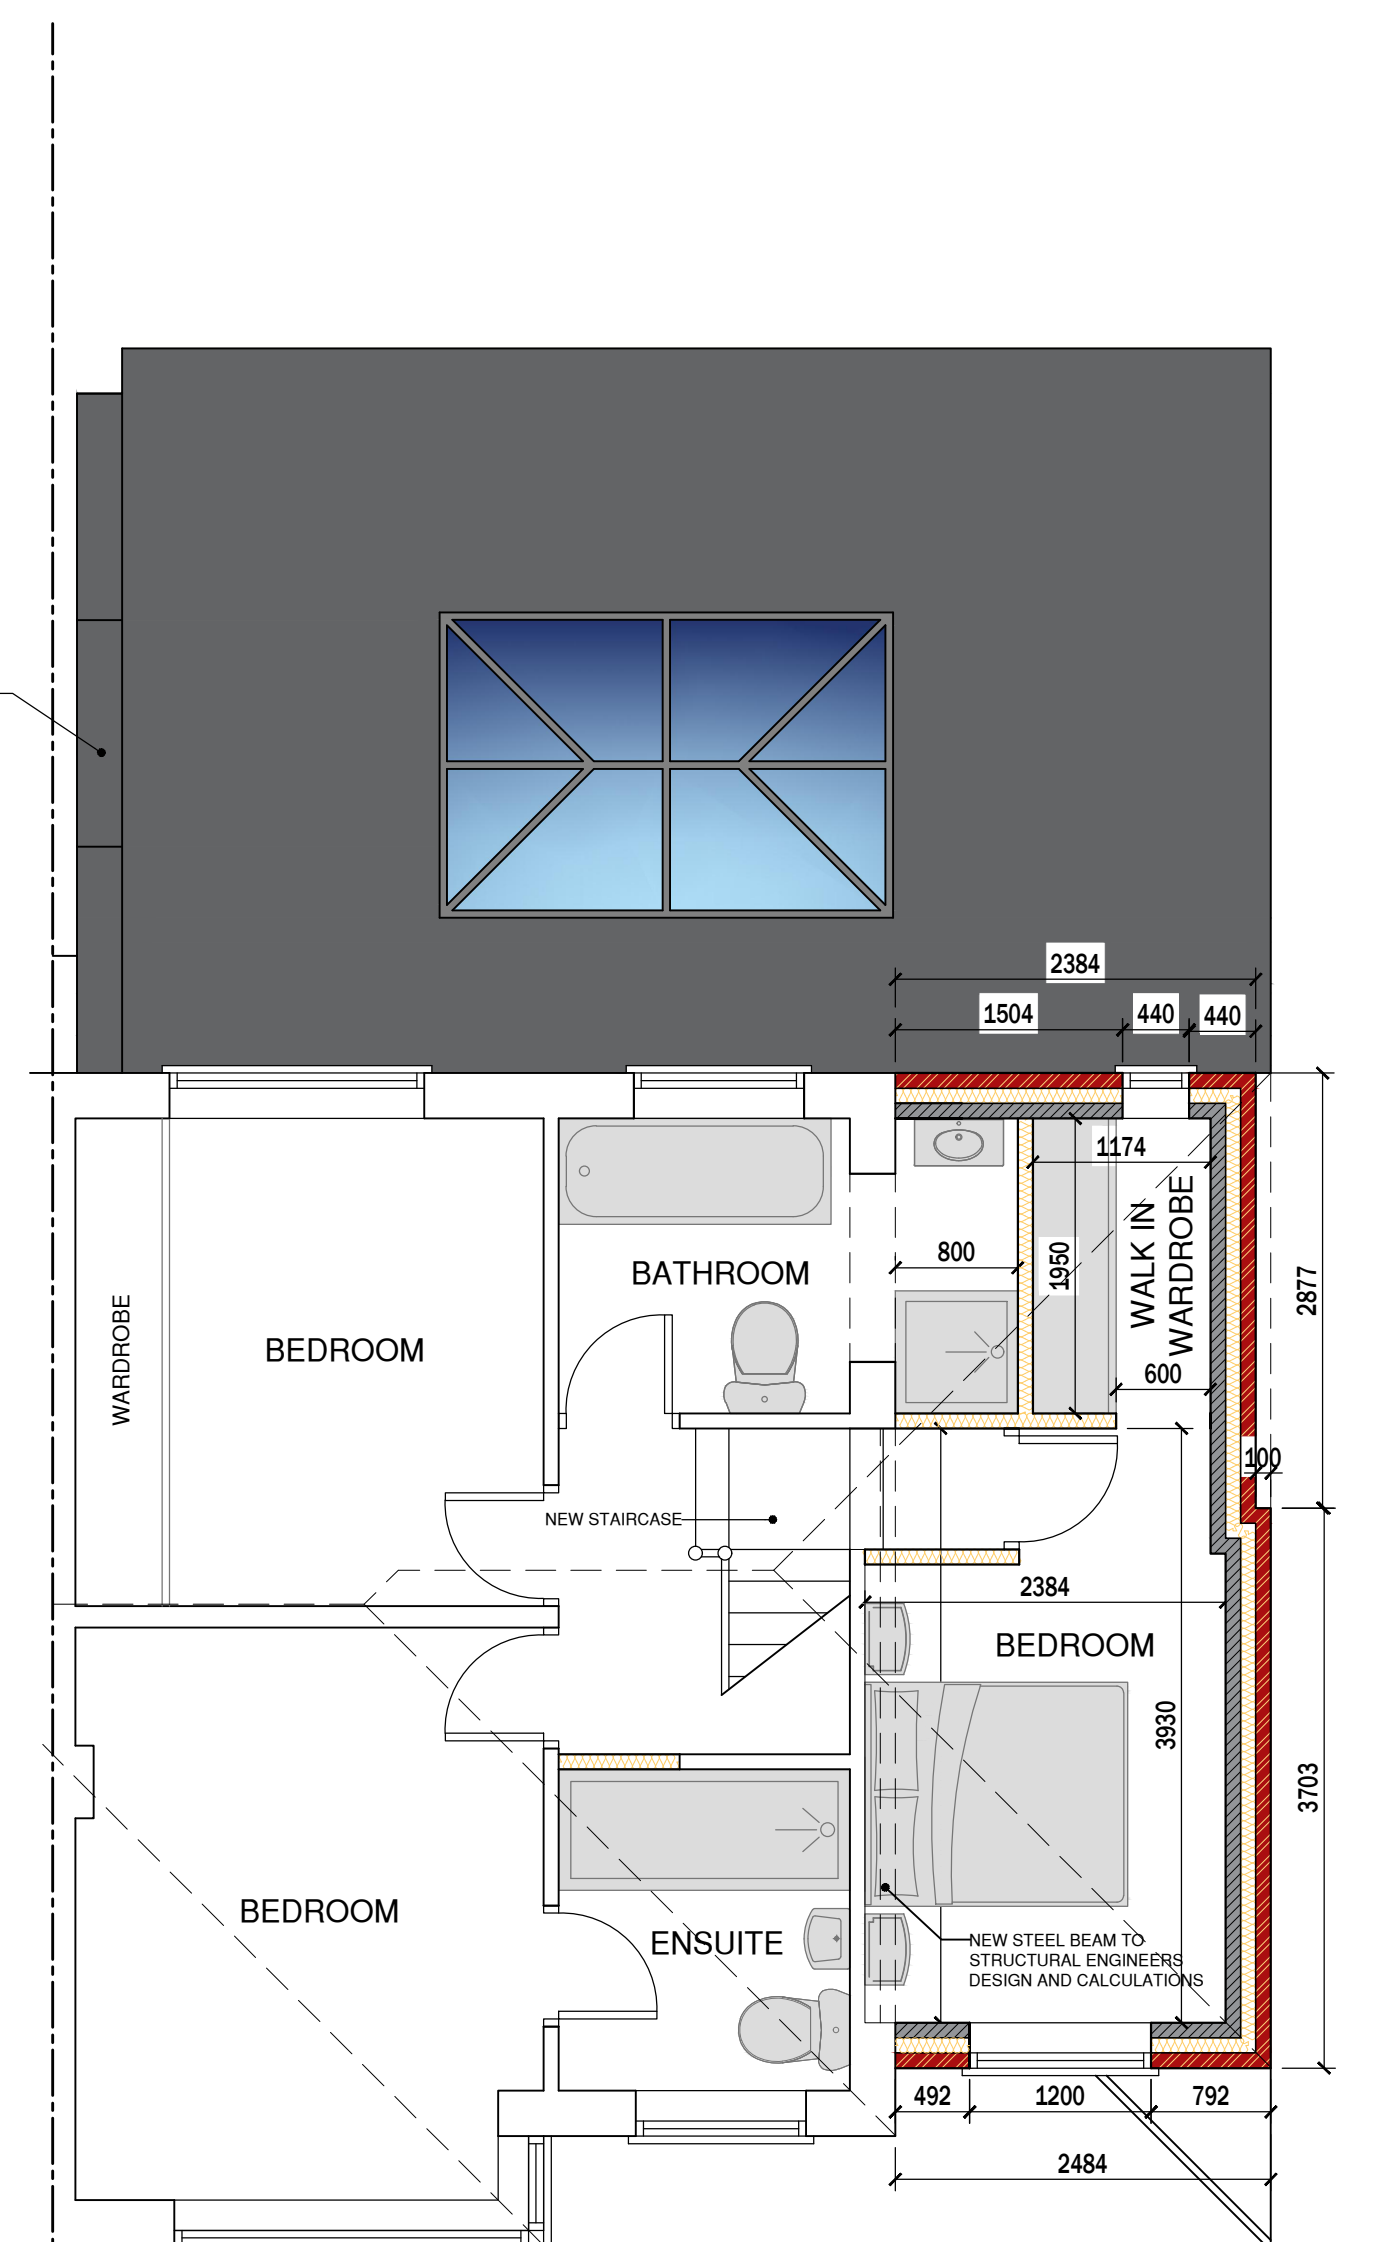 2384
1504
440
440
1174
WALK IN
WARDROBE
800
1950
BATHROOM
2877
WARDROBE
BEDROOM
600
100
NEW STAIRCASE
2384
BEDROOM
3930
3703
BEDROOM
ENSUITE
NEW STEEL BEAM TO
STRUCTURAL ENGINEERS
DESIGN AND CALCULATIONS
492
1200
792
2484